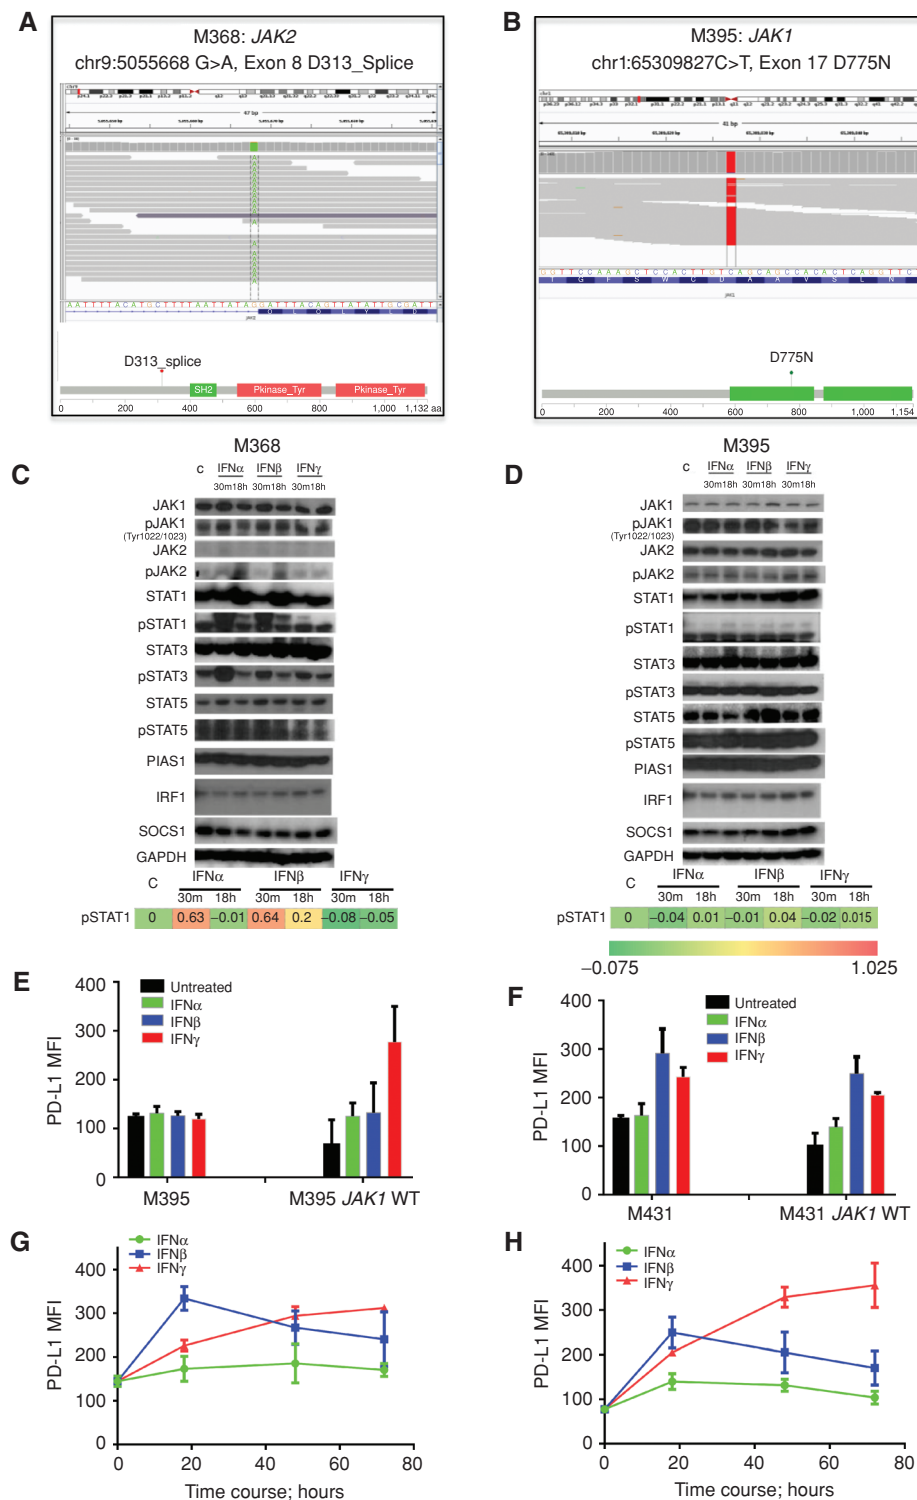 A
M368: JAK2
chr9:5055668 G>A, Exon 8 D313_Splice
47 bp
AATTTTACATGCTTTTAATTATAGGATTTACAGTTATATTGCGATT
JAK2
D313_splice
SH2 Pkinase_Tyr Pkinase_Tyr
0 200 400 600 800 1,000 1,132 aa
B
M395: JAK1
chr1:65309827C>T, Exon 17 D775N
41 bp
GGTTCCAAAGCTCCACTTGTCAGCAGCCACACTCAGGTTC
T G F S W C D A A V S L N
JAK1
D775N
0 200 400 600 800 1,000 1,154
C
M368
C IFNα IFNβ IFNγ
30m18h 30m18h 30m18h
JAK1
pJAK1
(Tyr1022/1023)
JAK2
pJAK2
STAT1
pSTAT1
STAT3
pSTAT3
STAT5
pSTAT5
PIAS1
IRF1
SOCS1
GAPDH
C IFNα IFNβ IFNγ
30m 18h 30m 18h 30m 18h
pSTAT1 0 0.63 −0.01 0.64 0.2 −0.08 −0.05
D
M395
C IFNα IFNβ IFNγ
30m18h 30m18h 30m18h
JAK1
pJAK1
(Tyr1022/1023)
JAK2
pJAK2
STAT1
pSTAT1
STAT3
pSTAT3
STAT5
pSTAT5
PIAS1
IRF1
SOCS1
GAPDH
C IFNα IFNβ IFNγ
30m 18h 30m 18h 30m 18h
pSTAT1 0 −0.04 0.01 −0.01 0.04 −0.02 0.015
−0.075 1.025
E
PD-L1 MFI
400
300
200
100
0
Untreated
IFNα
IFNβ
IFNγ
M395 M395 JAK1 WT
F
PD-L1 MFI
400
300
200
100
0
Untreated
IFNα
IFNβ
IFNγ
M431 M431 JAK1 WT
G
PD-L1 MFI
400
300
200
100
0
IFNα
IFNβ
IFNγ
0 20 40 60 80
Time course; hours
H
PD-L1 MFI
400
300
200
100
0
IFNα
IFNβ
IFNγ
0 20 40 60 80
Time course; hours